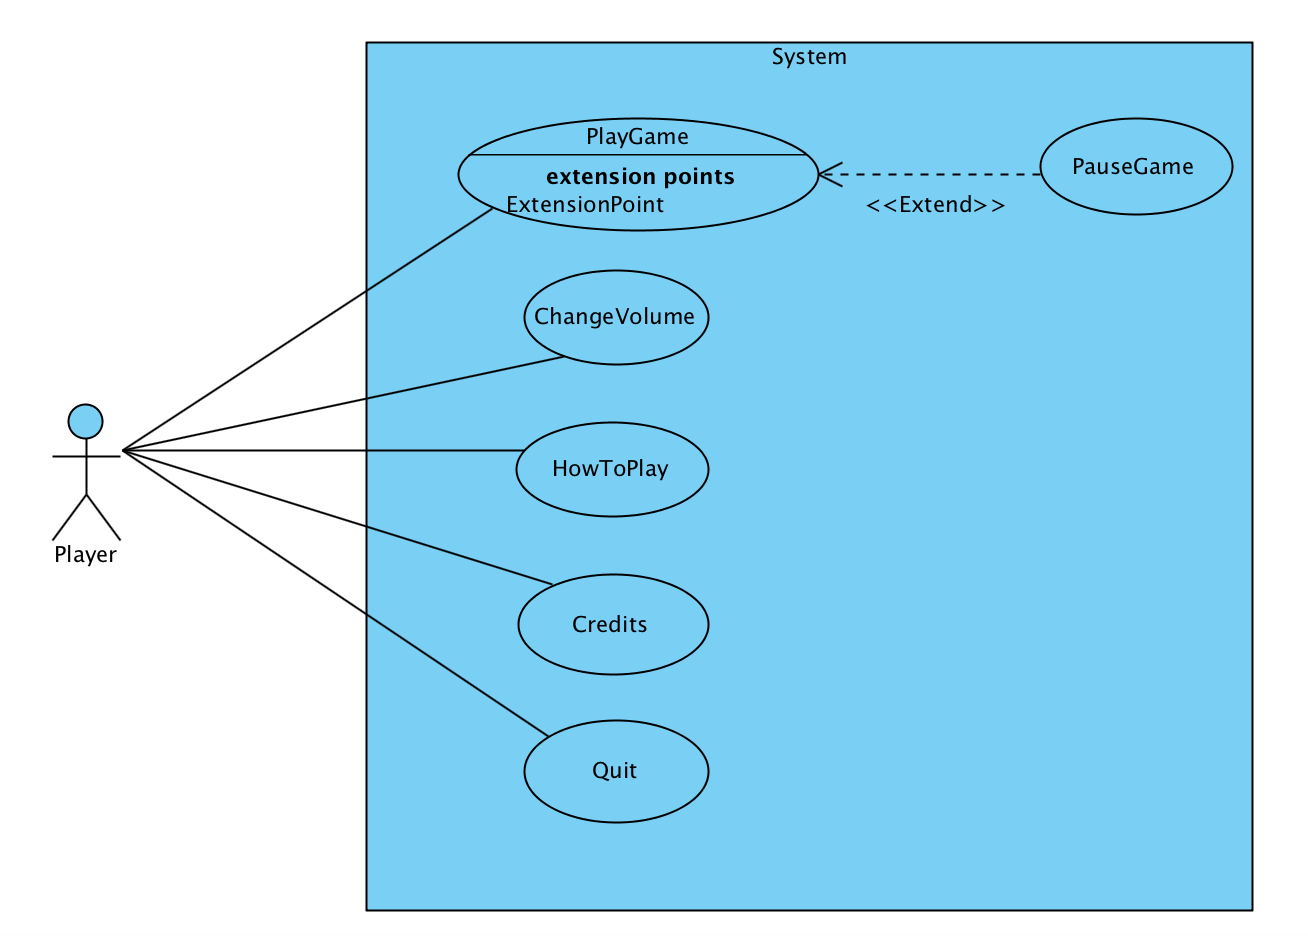 System
PlayGame
extension points
ExtensionPoint
PauseGame
<<Extend>>
ChangeVolume
HowToPlay
Player
Credits
Quit